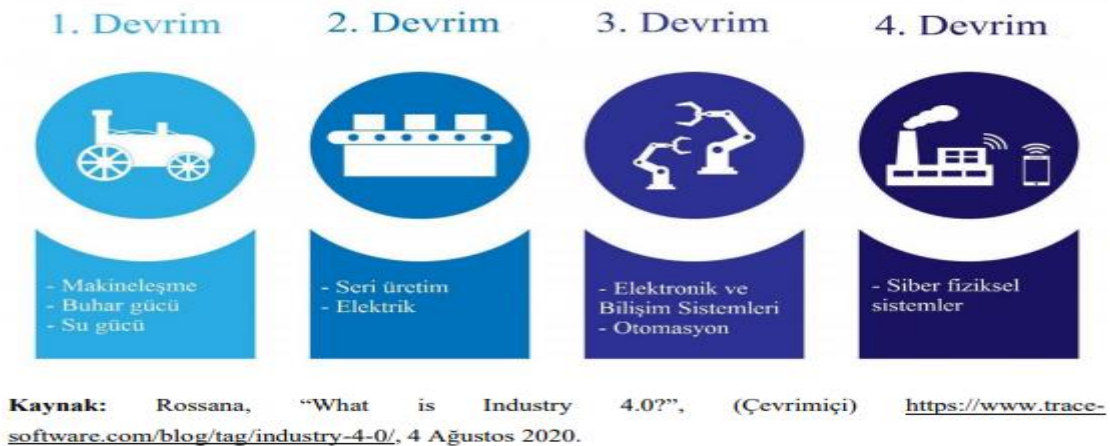 1. Devrim
2. Devrim
3. Devrim
4. Devrim
- Makineleşme
- Buhar gücü
- Su gücü
- Seri üretim
- Elektrik
- Elektronik ve
Bilişim Sistemleri
- Otomasyon
- Siber fiziksel
sistemler
Kaynak: Rossana, “What is Industry 4.0?”, (Çevrimiçi) https://www.trace-
software.com/blog/tag/industry-4-0/, 4 Ağustos 2020.